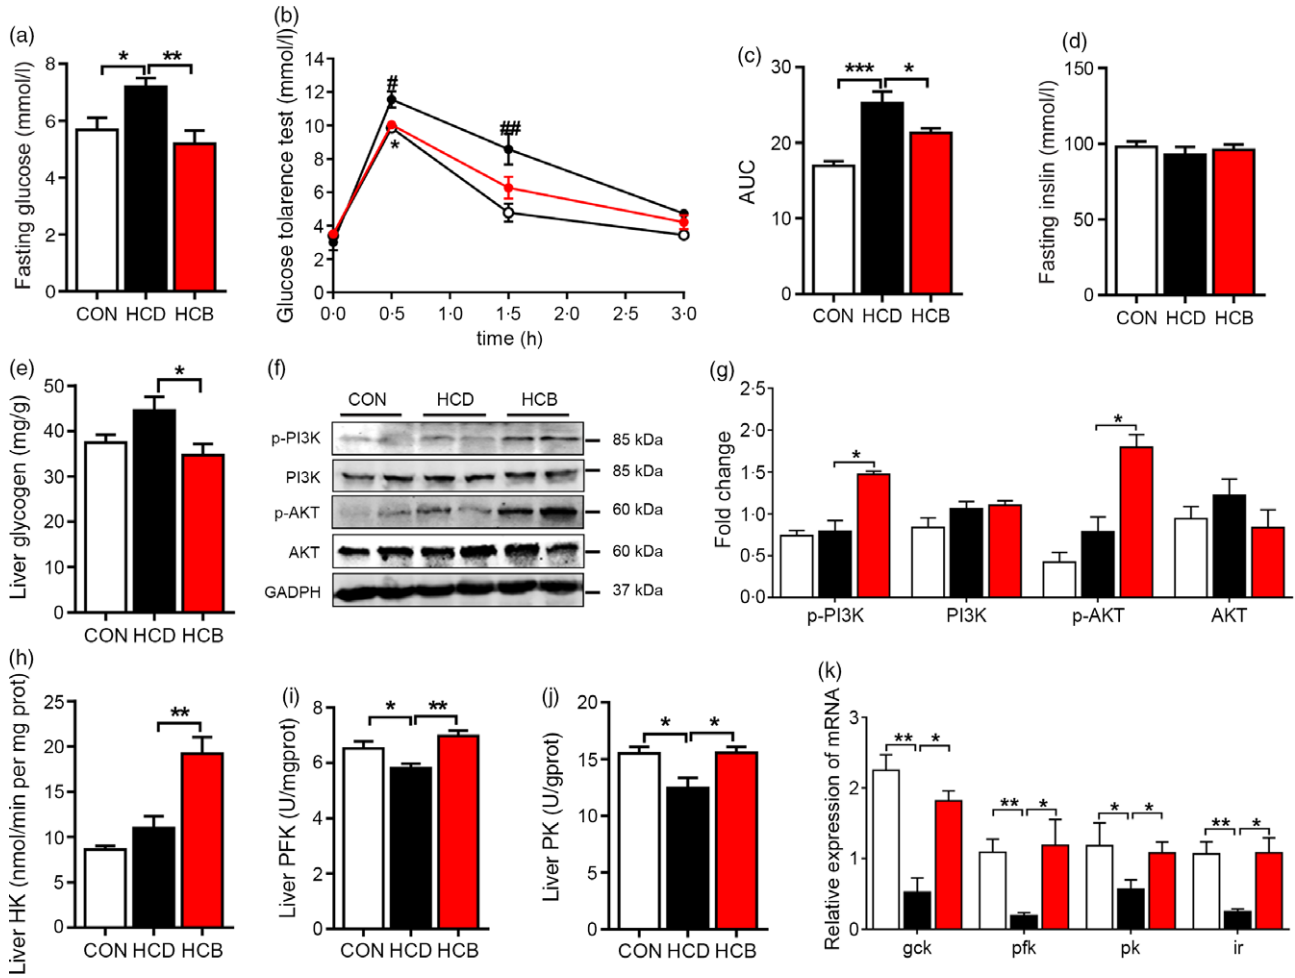 (a)
Fasting glucose (mmol/l)
8
6
4
2
0
*
**
CON HCD HCB
(b)
Glucose tolarence test (mmol/l)
14
12
10
8
6
4
2
0
#
*
##
0·0 0·5 1·0 1·5 2·0 2·5 3·0
time (h)
(c)
AUC
30
20
10
0
***
*
CON HCD HCB
(d)
Fasting inslin (mmol/l)
150
100
50
0
CON HCD HCB
(e)
Liver glycogen (mg/g)
50
40
30
20
10
0
*
CON HCD HCB
(f)
CON HCD HCB
p-PI3K 85 kDa
PI3K 85 kDa
p-AKT 60 kDa
AKT 60 kDa
GADPH 37 kDa
(g)
Fold change
2·5
2·0
1·5
1·0
0·5
0·0
*
*
p-PI3K PI3K p-AKT AKT
(h)
Liver HK (nmol/min per mg prot)
25
20
15
10
5
0
**
CON HCD HCB
(i)
Liver PFK (U/mgprot)
8
6
4
2
0
*
**
CON HCD HCB
(j)
Liver PK (U/gprot)
20
15
10
5
0
*
*
CON HCD HCB
(k)
Relative expression of mRNA
3
2
1
0
** *
** *
* *
** *
gck pfk pk ir